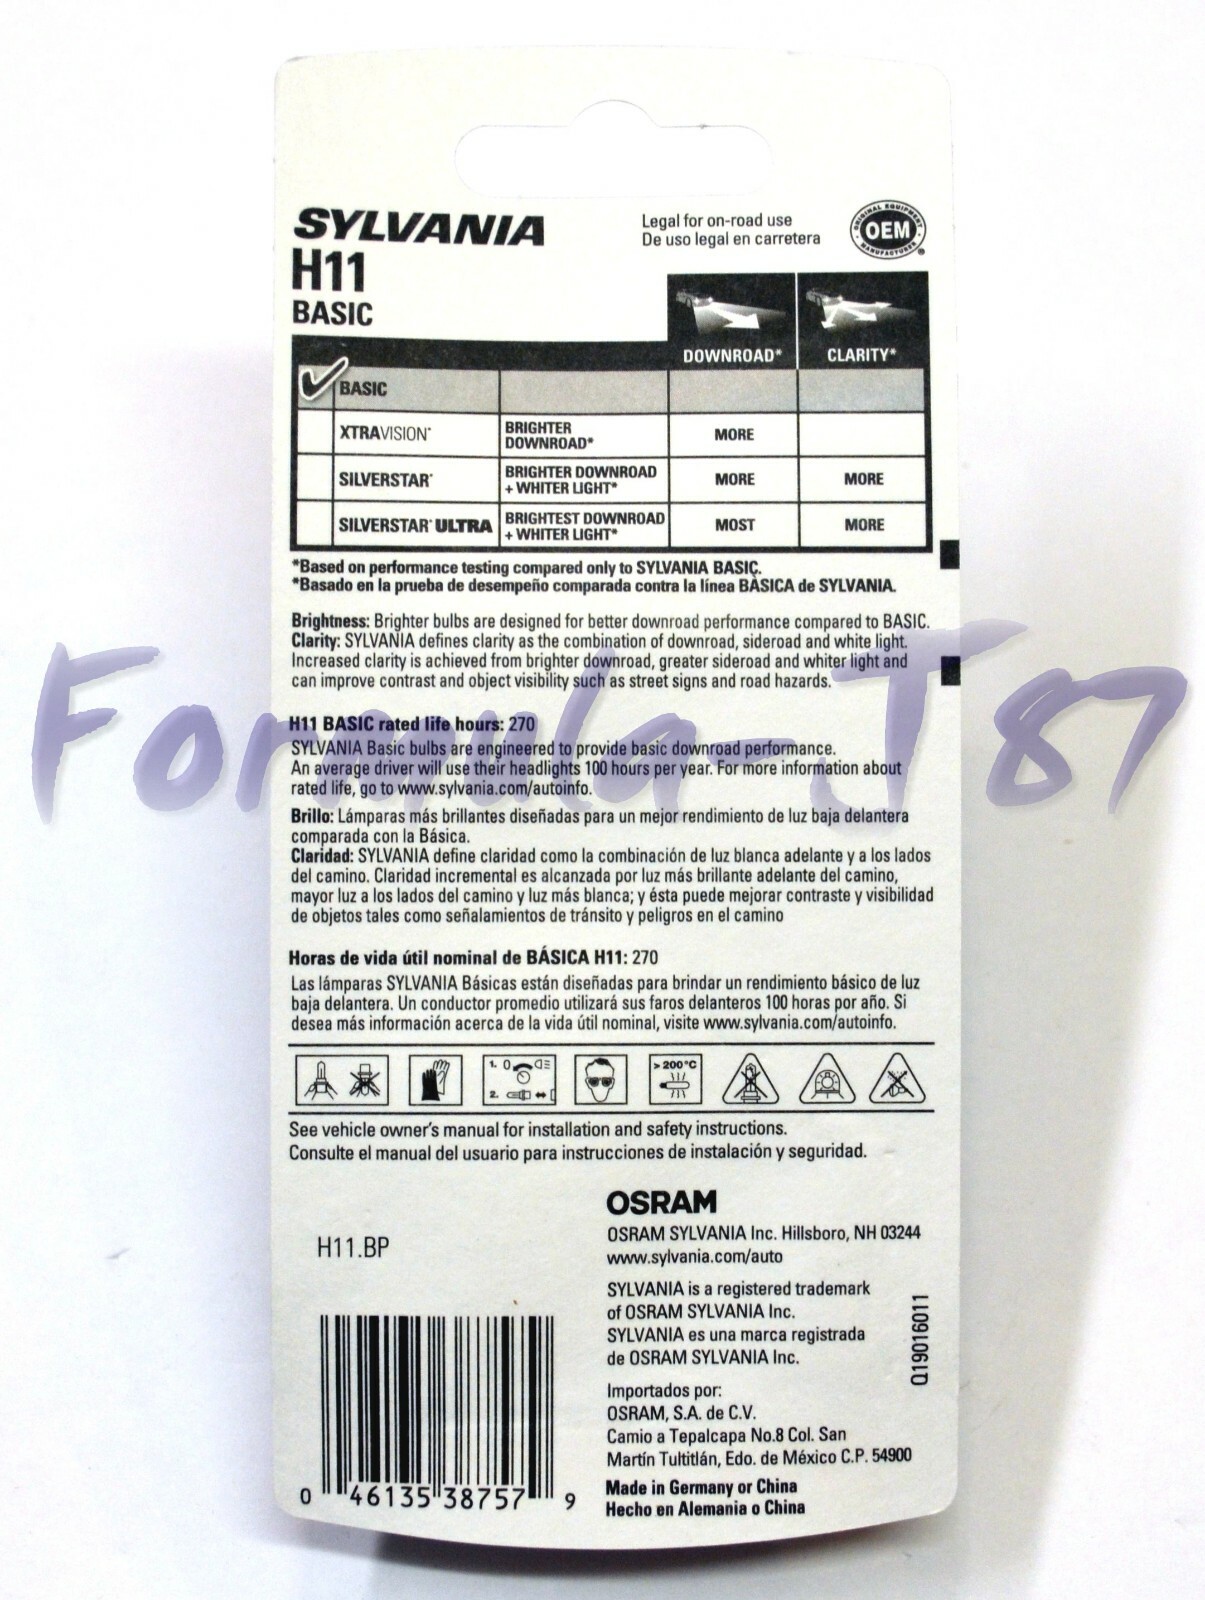 SYLVANIA
H11
BASIC
Legal for on-road use
De uso legal en carretera
ORIGINAL EQUIPMENT
OEM
MANUFACTURER
DOWNROAD* CLARITY*
BASIC
XTRAVISION® BRIGHTER DOWNROAD* MORE
SILVERSTAR® BRIGHTER DOWNROAD + WHITER LIGHT* MORE MORE
SILVERSTAR® ULTRA BRIGHTEST DOWNROAD + WHITER LIGHT* MOST MORE
*Based on performance testing compared only to SYLVANIA BASIC.
*Basado en la prueba de desempeño comparada contra la línea BÁSICA de SYLVANIA.
Brightness: Brighter bulbs are designed for better downroad performance compared to BASIC.
Clarity: SYLVANIA defines clarity as the combination of downroad, sideroad and white light.
Increased clarity is achieved from brighter downroad, greater sideroad and whiter light and
can improve contrast and object visibility such as street signs and road hazards.
Formula-J87
H11 BASIC rated life hours: 270
SYLVANIA Basic bulbs are engineered to provide basic downroad performance.
An average driver will use their headlights 100 hours per year. For more information about
rated life, go to www.sylvania.com/autoinfo.
Brillo: Lámparas más brillantes diseñadas para un mejor rendimiento de luz baja delantera
comparada con la Básica.
Claridad: SYLVANIA define claridad como la combinación de luz blanca adelante y a los lados
del camino. Claridad incremental es alcanzada por luz más brillante adelante del camino,
mayor luz a los lados del camino y luz más blanca; y ésta puede mejorar contraste y visibilidad
de objetos tales como señalamientos de tránsito y peligros en el camino
Horas de vida útil nominal de BÁSICA H11: 270
Las lámparas SYLVANIA Básicas están diseñadas para brindar un rendimiento básico de luz
baja delantera. Un conductor promedio utilizará sus faros delanteros 100 horas por año. Si
desea más información acerca de la vida útil nominal, visite www.sylvania.com/autoinfo.
1. 0
2.
>200°C
See vehicle owner's manual for installation and safety instructions.
Consulte el manual del usuario para instrucciones de instalación y seguridad.
OSRAM
OSRAM SYLVANIA Inc. Hillsboro, NH 03244
www.sylvania.com/auto
H11.BP
SYLVANIA is a registered trademark
of OSRAM SYLVANIA Inc.
SYLVANIA es una marca registrada
de OSRAM SYLVANIA Inc.
Q19016011
Importados por:
OSRAM, S.A. de C.V.
Camio a Tepalcapa No.8 Col. San
Martín Tultitlán, Edo. de México C.P. 54900
Made in Germany or China
Hecho en Alemania o China
0 46135 38757 9